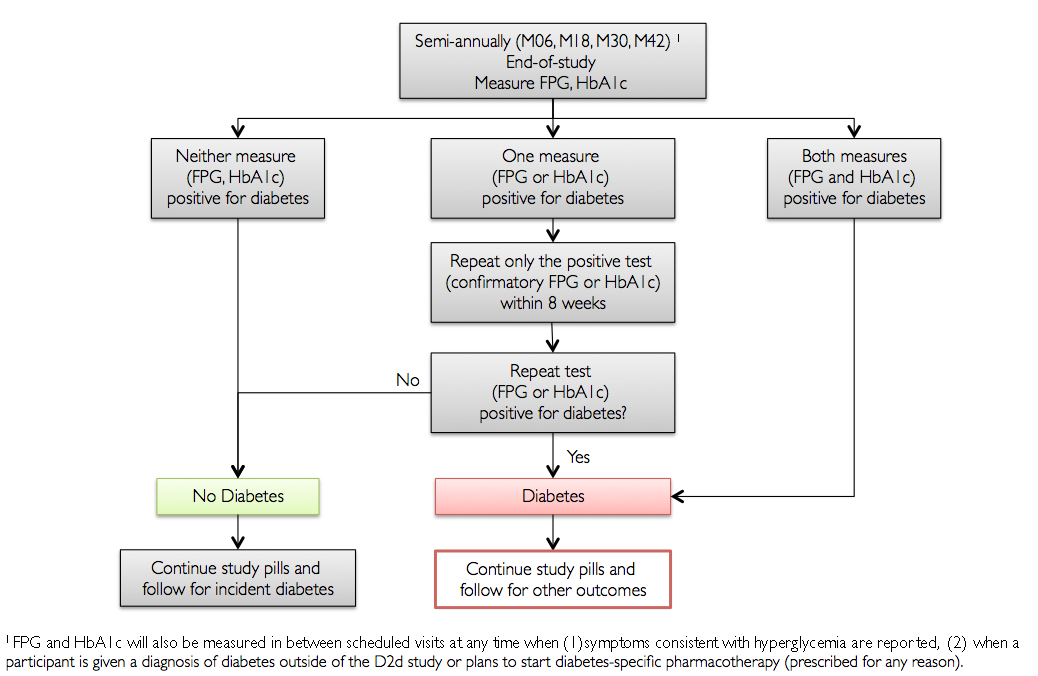 Semi-annually (M06, M18, M30, M42) 1
End-of-study
Measure FPG, HbA1c
Neither measure
(FPG, HbA1c)
positive for diabetes
One measure
(FPG or HbA1c)
positive for diabetes
Both measures
(FPG and HbA1c)
positive for diabetes
Repeat only the positive test
(confirmatory FPG or HbA1c)
within 8 weeks
Repeat test
(FPG or HbA1c)
positive for diabetes?
No
Yes
No Diabetes
Diabetes
Continue study pills and
follow for incident diabetes
Continue study pills and
follow for other outcomes
1 FPG and HbA1c will also be measured in between scheduled visits at any time when (1)symptoms consistent with hyperglycemia are reported, (2) when a
participant is given a diagnosis of diabetes outside of the D2d study or plans to start diabetes-specific pharmacotherapy (prescribed for any reason).